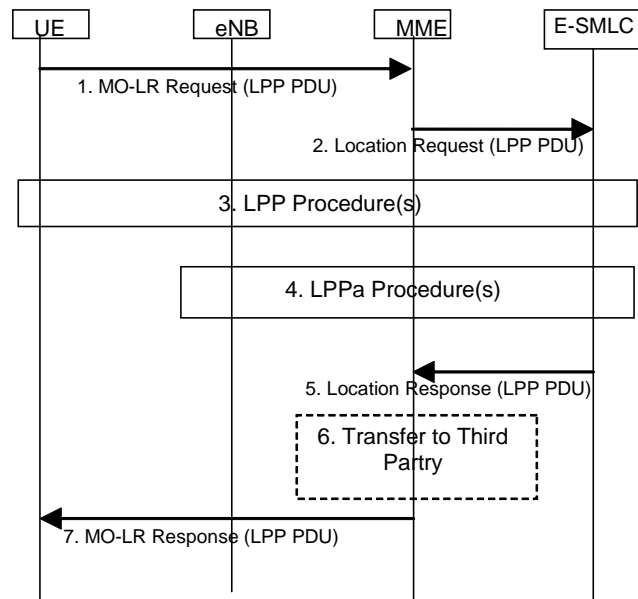 UE eNB MME E-SMLC
1. MO-LR Request (LPP PDU)
2. Location Request (LPP PDU)
3. LPP Procedure(s)
4. LPPa Procedure(s)
5. Location Response (LPP PDU)
6. Transfer to Third
Partry
7. MO-LR Response (LPP PDU)